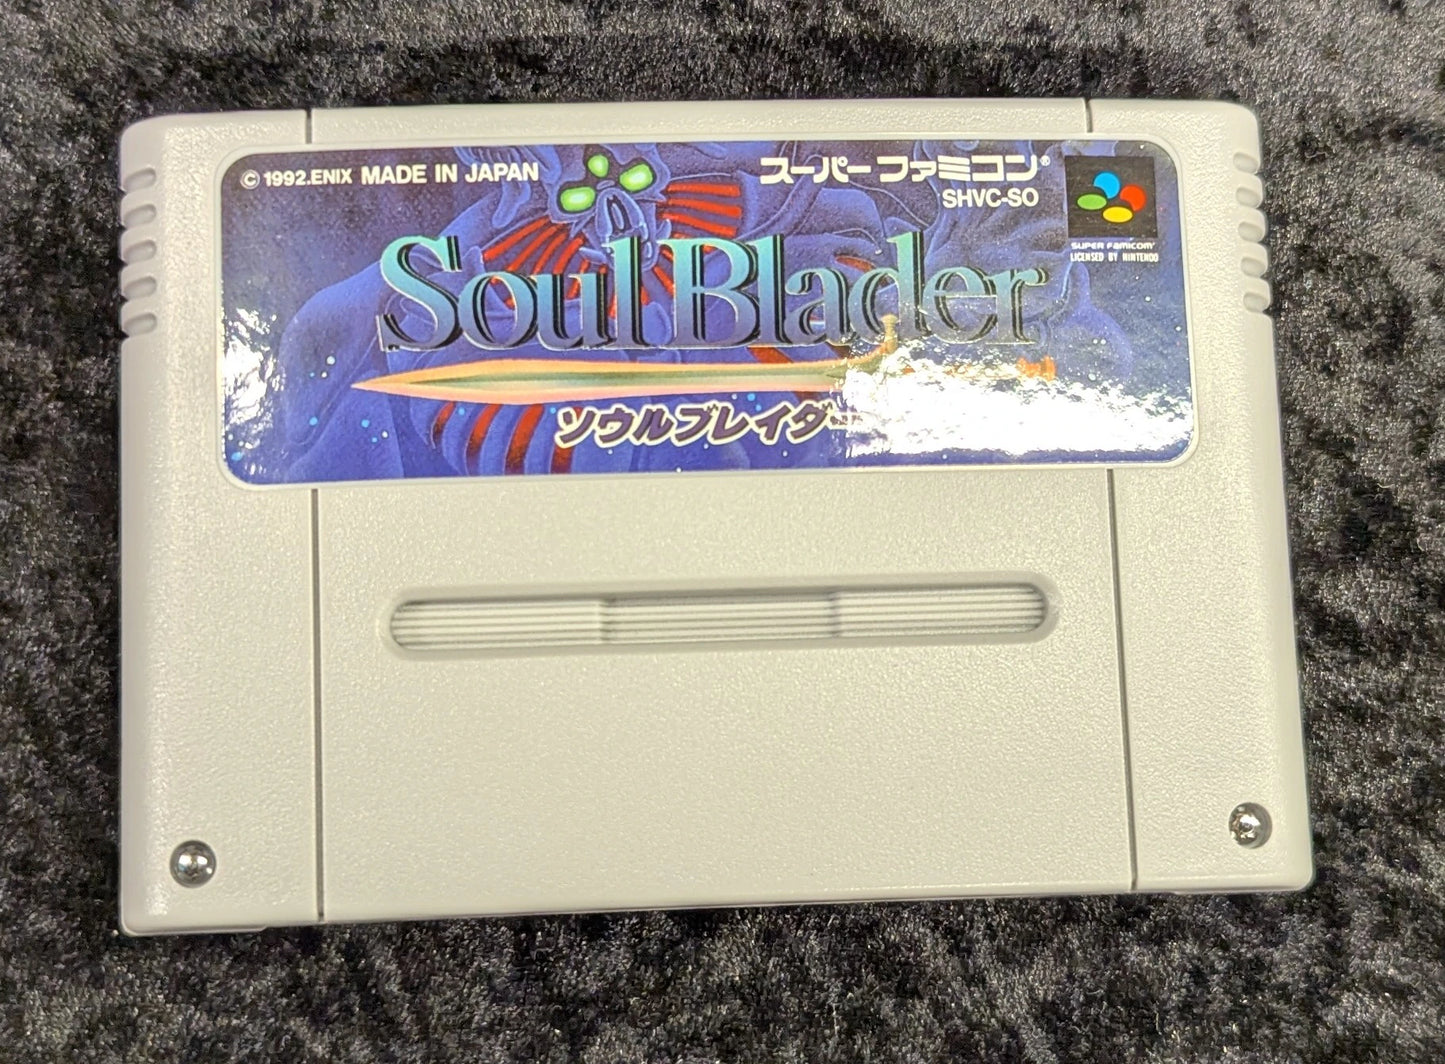 © 1992.ENIX MADE IN JAPAN
スーパーファミコン®
SHVC-SO
SUPER FAMICOM
LICENSED BY NINTENDO
Soul Blader
ソウルブレイダー